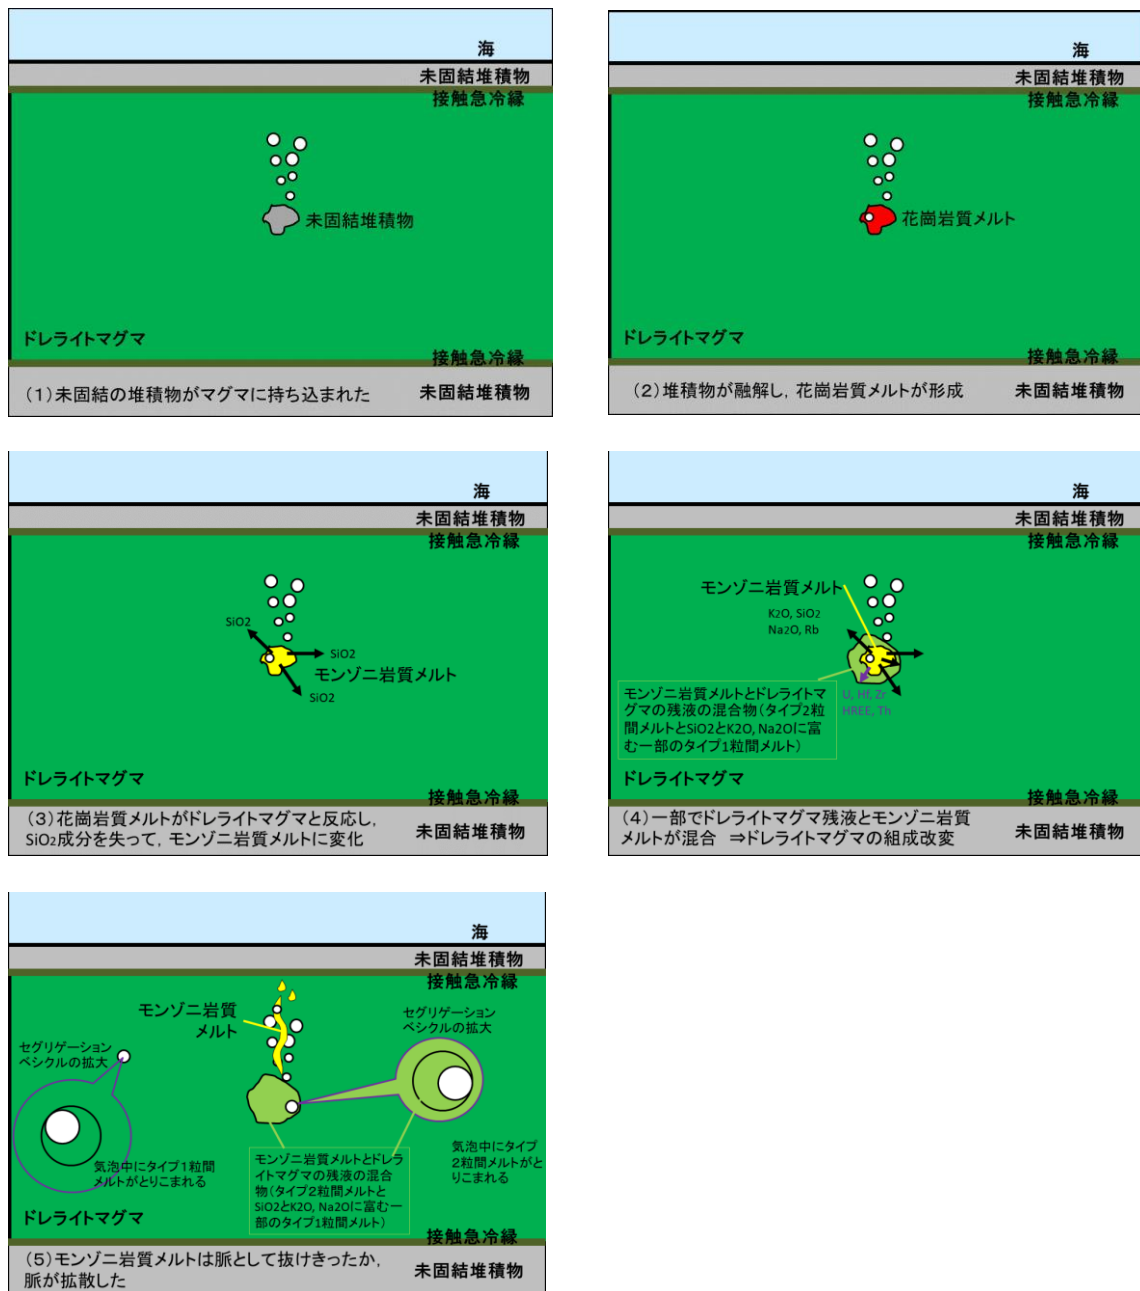 海
未固結堆積物
接触急冷縁
未固結堆積物
ドレライトマグマ
接触急冷縁
(1)未固結の堆積物がマグマに持ち込まれた
未固結堆積物
海
未固結堆積物
接触急冷縁
花崗岩質メルト
ドレライトマグマ
接触急冷縁
(2)堆積物が融解し,花崗岩質メルトが形成
未固結堆積物
海
未固結堆積物
接触急冷縁
SiO2
SiO2
モンゾニ岩質メルト
SiO2
ドレライトマグマ
接触急冷縁
(3)花崗岩質メルトがドレライトマグマと反応し,
SiO₂成分を失って,モンゾニ岩質メルトに変化
未固結堆積物
海
未固結堆積物
接触急冷縁
モンゾニ岩質メルト
K2O, SiO2
Na2O, Rb
モンゾニ岩質メルトとドレライトマ
グマの残液の混合物(タイプ2粒
間メルトとSiO2とK2O, Na2Oに富
む一部のタイプ1粒間メルト)
U, Hf, Zr
HREE, Th
ドレライトマグマ
接触急冷縁
(4)一部でドレライトマグマ残液とモンゾニ岩質
メルトが混合 ⇒ドレライトマグマの組成改変
未固結堆積物
海
未固結堆積物
接触急冷縁
モンゾニ岩質
メルト
セグリゲーション
ベシクルの拡大
セグリゲーション
ベシクルの拡大
気泡中にタイプ1粒間
メルトがとりこまれる
モンゾニ岩質メルトとドレラ
イトマグマの残液の混合
物(タイプ2粒間メルトと
SiO2とK2O, Na2Oに富む一
部のタイプ1粒間メルト)
気泡中にタイプ
2粒間メルトがと
りこまれる
ドレライトマグマ
接触急冷縁
(5)モンゾニ岩質メルトは脈として抜けきったか,
脈が拡散した
未固結堆積物